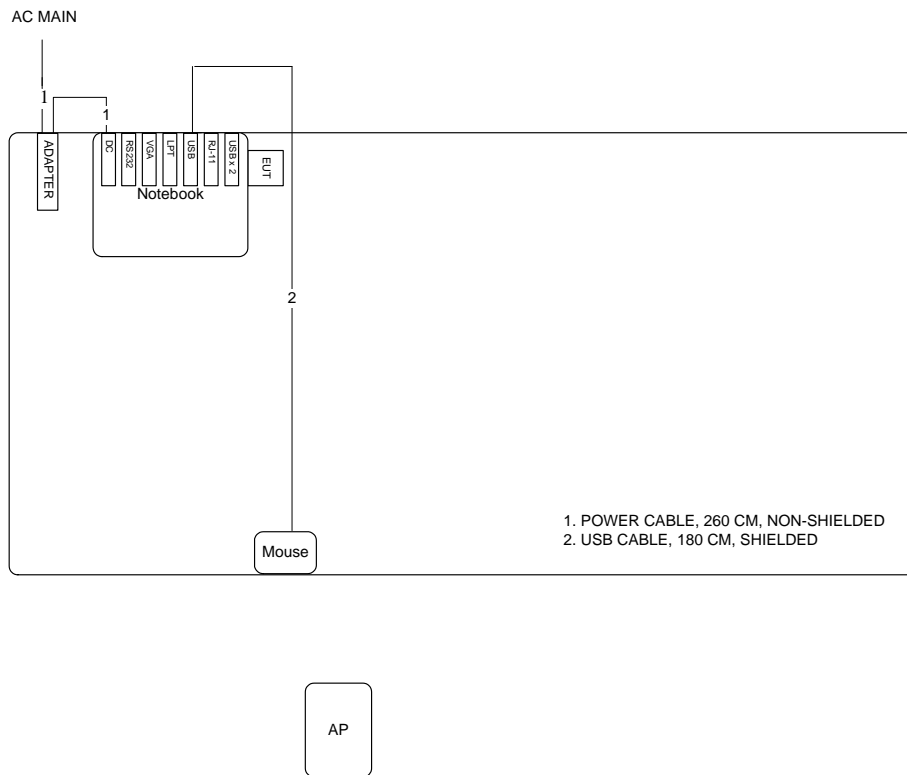 AC MAIN
1
1
ADAPTER
DC
RS232
VGA
LPT
USB
RJ-11
USB x 2
EUT
Notebook
2
1. POWER CABLE, 260 CM, NON-SHIELDED
2. USB CABLE, 180 CM, SHIELDED
Mouse
AP